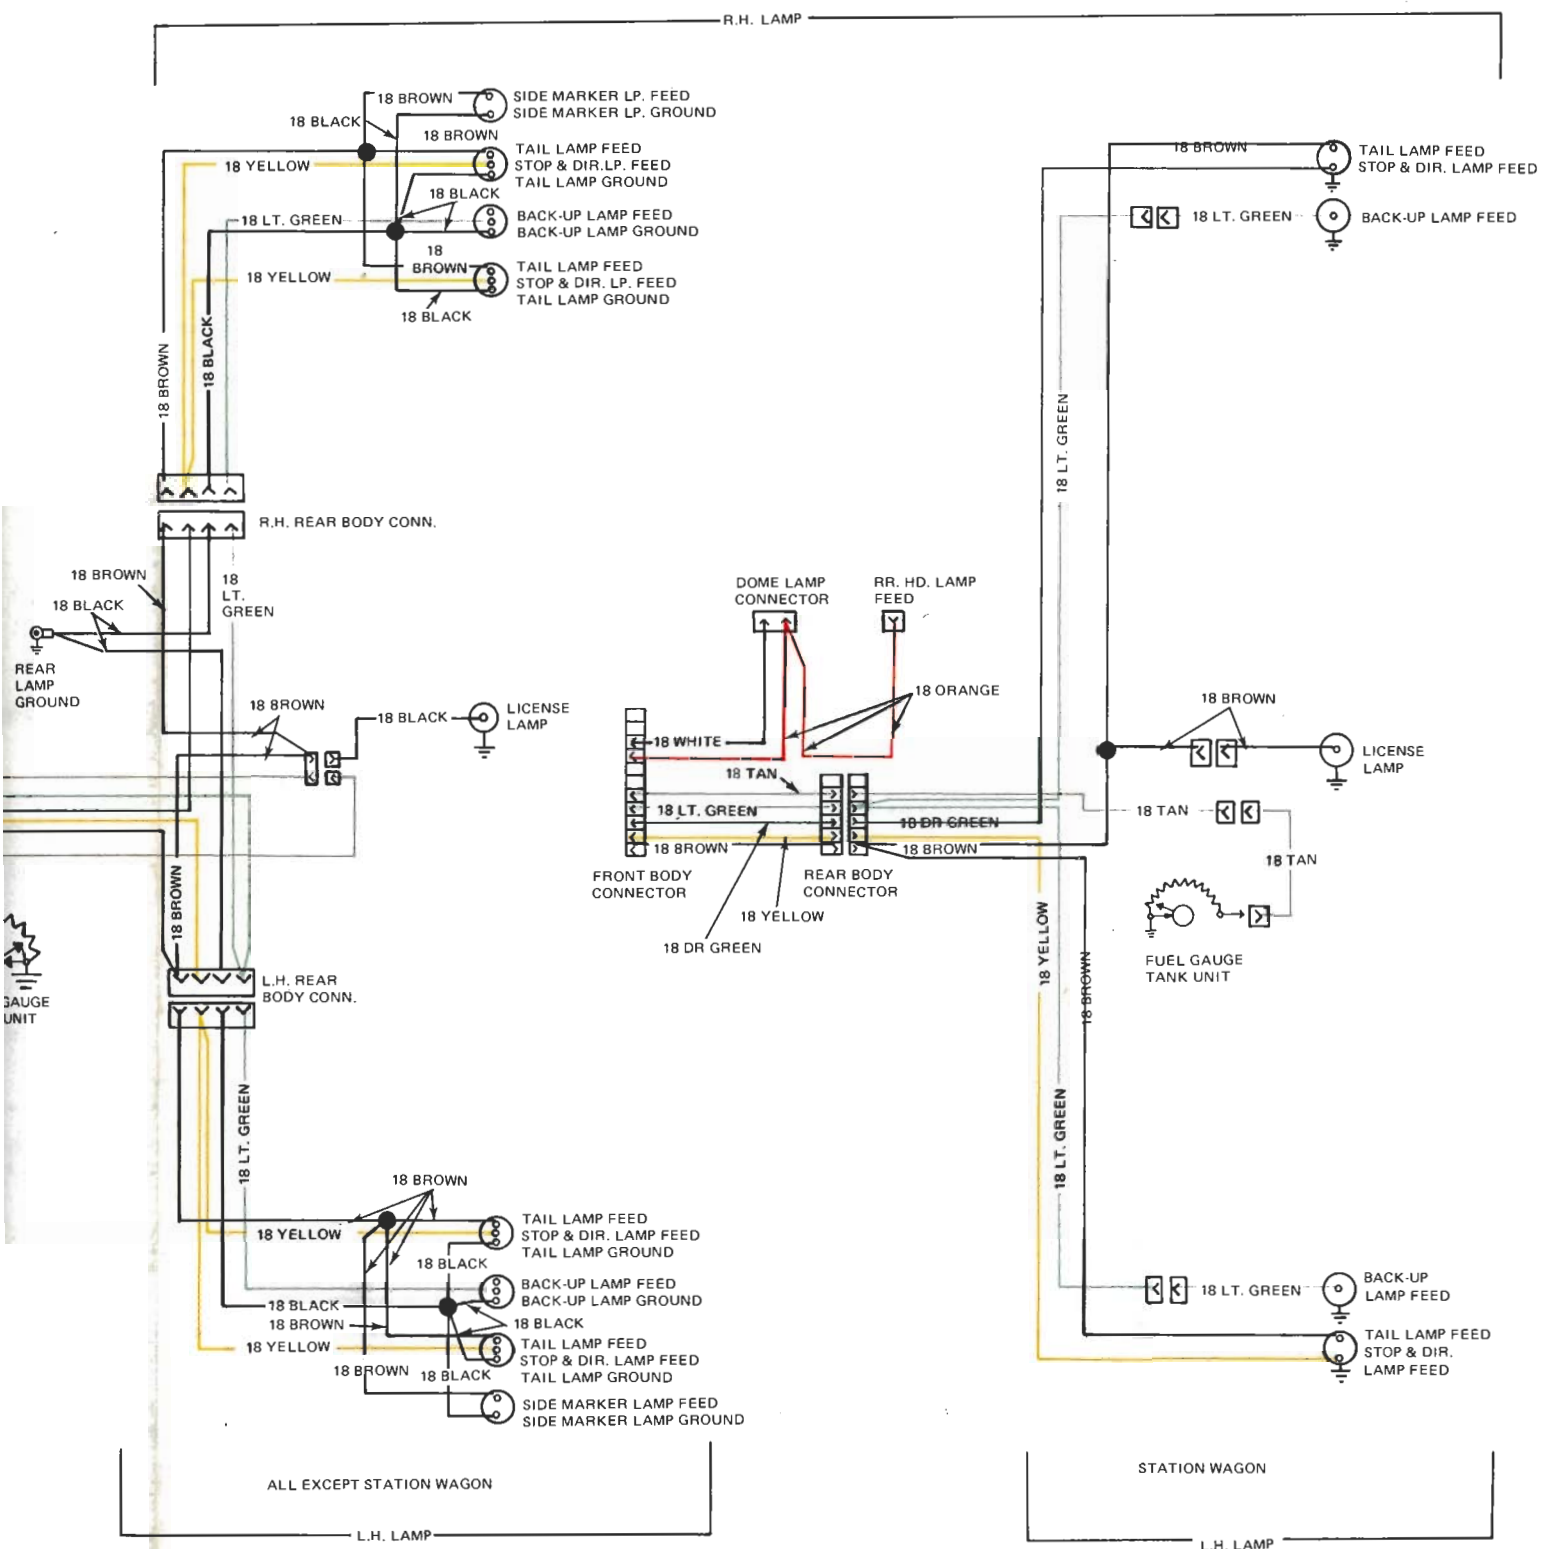 R.H. LAMP
18 BROWN
SIDE MARKER LP. FEED
SIDE MARKER LP. GROUND
18 BLACK
18 BROWN
TAIL LAMP FEED
STOP & DIR.LP. FEED
TAIL LAMP GROUND
18 YELLOW
18 BLACK
18 LT. GREEN
BACK-UP LAMP FEED
BACK-UP LAMP GROUND
18
BROWN
TAIL LAMP FEED
STOP & DIR. LP. FEED
TAIL LAMP GROUND
18 YELLOW
18 BLACK
18 BROWN
18 BLACK
R.H. REAR BODY CONN.
18 BROWN
18 BLACK
18
LT.
GREEN
REAR
LAMP
GROUND
18 BROWN
18 BLACK
LICENSE
LAMP
18 BROWN
L.H. REAR
BODY CONN.
GAUGE
UNIT
18 LT. GREEN
18 BROWN
TAIL LAMP FEED
STOP & DIR. LAMP FEED
TAIL LAMP GROUND
18 YELLOW
18 BLACK
BACK-UP LAMP FEED
BACK-UP LAMP GROUND
18 BLACK
18 BROWN
18 BLACK
18 YELLOW
TAIL LAMP FEED
STOP & DIR. LAMP FEED
TAIL LAMP GROUND
18 BROWN
18 BLACK
SIDE MARKER LAMP FEED
SIDE MARKER LAMP GROUND
ALL EXCEPT STATION WAGON
L.H. LAMP
DOME LAMP
CONNECTOR
RR. HD. LAMP
FEED
18 ORANGE
18 WHITE
18 TAN
18 LT. GREEN
18 DR GREEN
18 BROWN
18 BROWN
FRONT BODY
CONNECTOR
REAR BODY
CONNECTOR
18 YELLOW
18 DR GREEN
18 BROWN
TAIL LAMP FEED
STOP & DIR. LAMP FEED
18 LT. GREEN
BACK-UP LAMP FEED
18 LT. GREEN
18 BROWN
LICENSE
LAMP
18 TAN
18 TAN
FUEL GAUGE
TANK UNIT
18 YELLOW
18 BROWN
18 LT. GREEN
18 LT. GREEN
BACK-UP
LAMP FEED
TAIL LAMP FEED
STOP & DIR.
LAMP FEED
STATION WAGON
L.H. LAMP